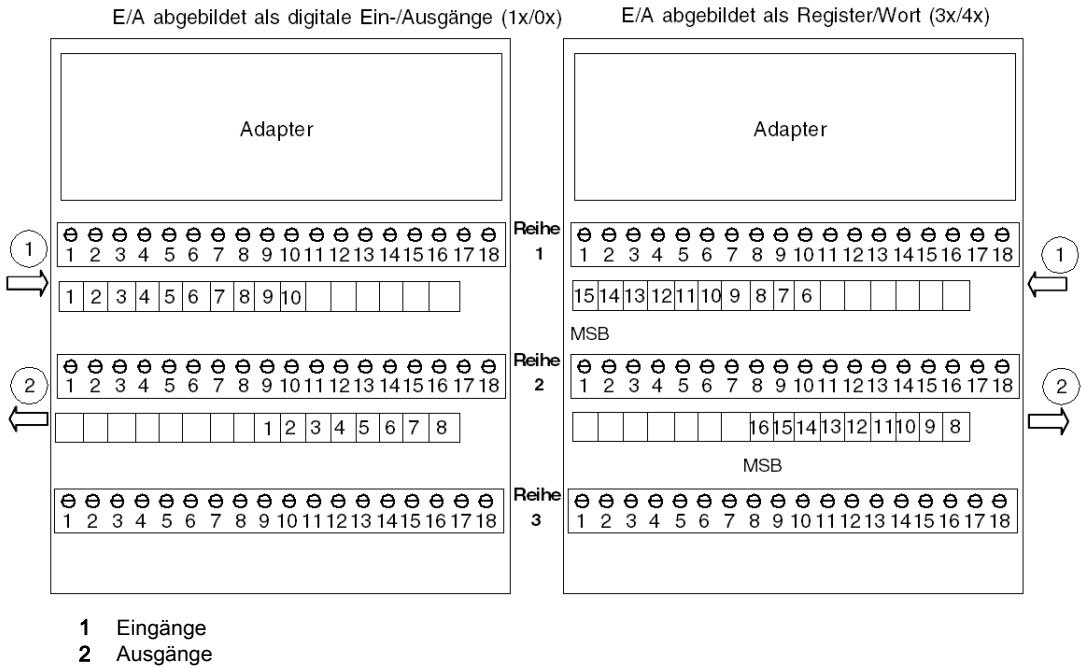 E/A abgebildet als digitale Ein-/Ausgänge (1x/0x)
E/A abgebildet als Register/Wort (3x/4x)
Adapter
Adapter
1
1 2 3 4 5 6 7 8 9 10 11 12 13 14 15 16 17 18
Reihe
1
1 2 3 4 5 6 7 8 9 10 11 12 13 14 15 16 17 18
1
1 2 3 4 5 6 7 8 9 10
15 14 13 12 11 10 9 8 7 6
MSB
2
1 2 3 4 5 6 7 8 9 10 11 12 13 14 15 16 17 18
Reihe
2
1 2 3 4 5 6 7 8 9 10 11 12 13 14 15 16 17 18
2
1 2 3 4 5 6 7 8
16 15 14 13 12 11 10 9 8
MSB
1 2 3 4 5 6 7 8 9 10 11 12 13 14 15 16 17 18
Reihe
3
1 2 3 4 5 6 7 8 9 10 11 12 13 14 15 16 17 18
1 Eingänge
2 Ausgänge